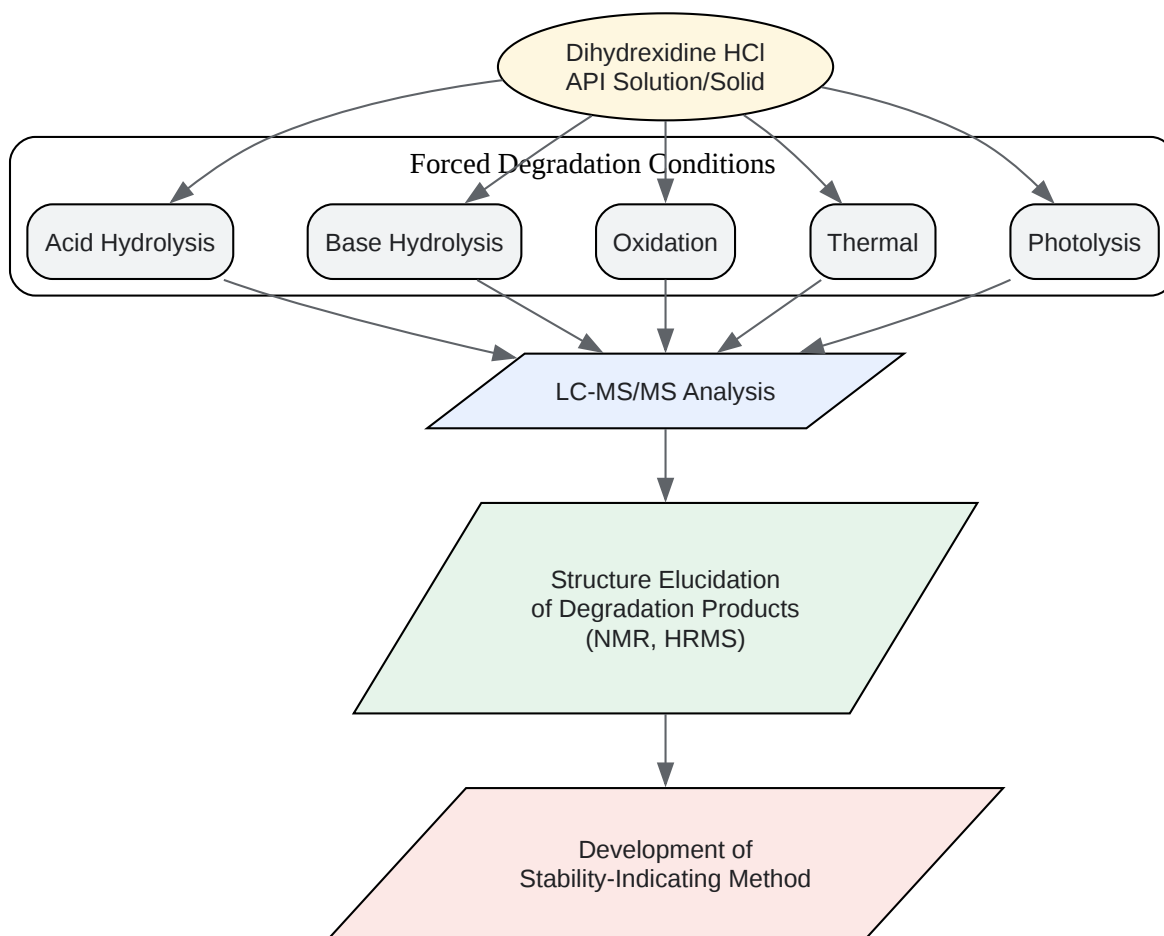 Dihydrexidine HCl
API Solution/Solid
Forced Degradation Conditions
Acid Hydrolysis
Base Hydrolysis
Oxidation
Thermal
Photolysis
LC-MS/MS Analysis
Structure Elucidation
of Degradation Products
(NMR, HRMS)
Development of
Stability-Indicating Method